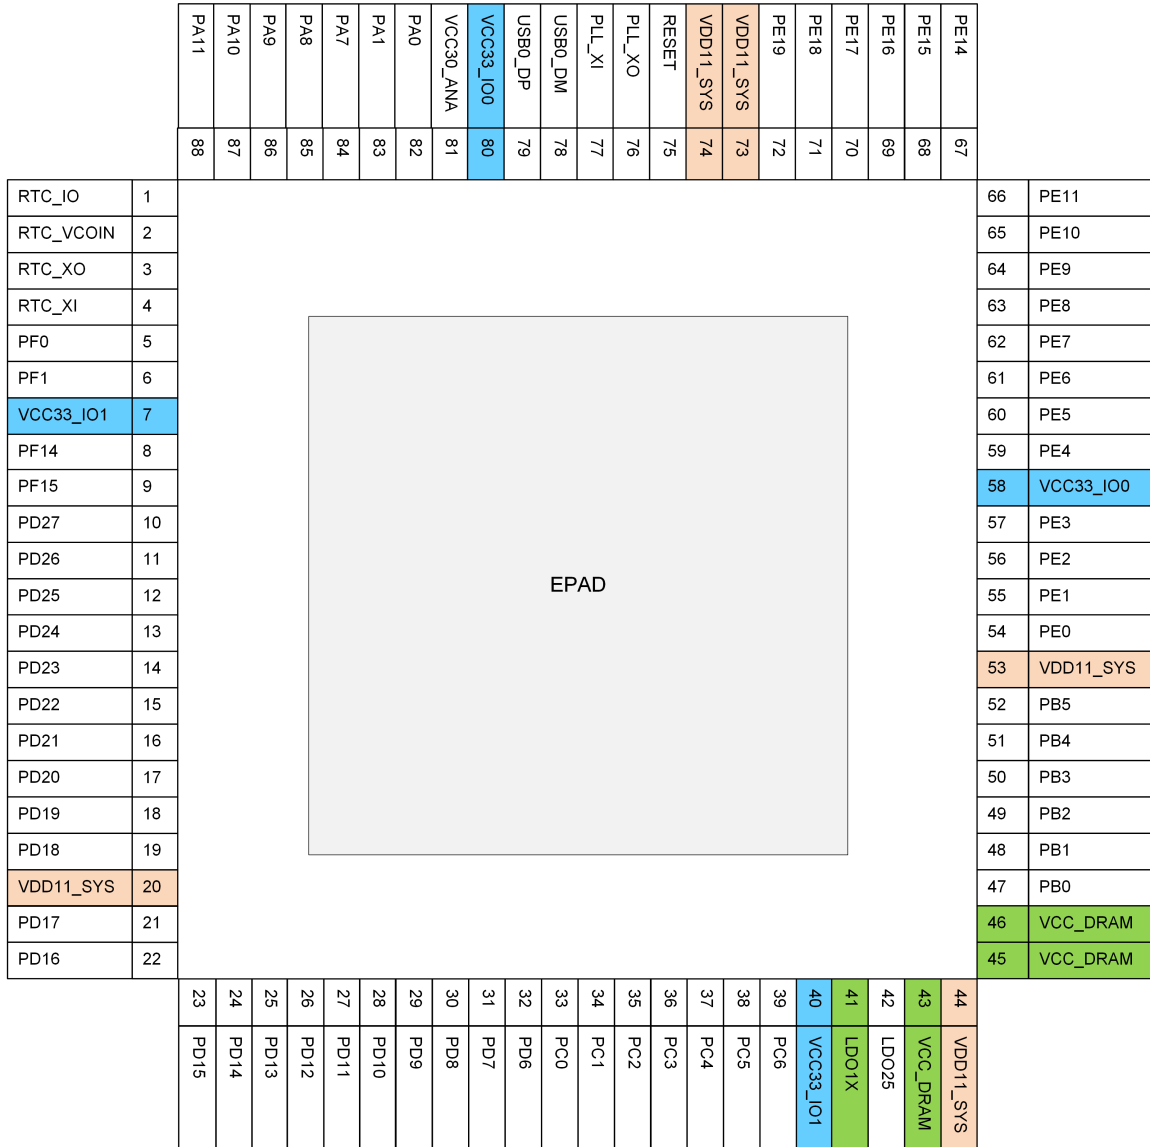 PA11
PA10
PA9
PA8
PA7
PA1
PA0
VCC30_ANA
VCC33_IO0
USB0_DP
USB0_DM
PLL_XI
PLL_XO
RESET
VDD11_SYS
VDD11_SYS
PE19
PE18
PE17
PE16
PE15
PE14
88
87
86
85
84
83
82
81
80
79
78
77
76
75
74
73
72
71
70
69
68
67
RTC_IO 1
RTC_VCOIN 2
RTC_XO 3
RTC_XI 4
PF0 5
PF1 6
VCC33_IO1 7
PF14 8
PF15 9
PD27 10
PD26 11
PD25 12
PD24 13
PD23 14
PD22 15
PD21 16
PD20 17
PD19 18
PD18 19
VDD11_SYS 20
PD17 21
PD16 22
EPAD
66 PE11
65 PE10
64 PE9
63 PE8
62 PE7
61 PE6
60 PE5
59 PE4
58 VCC33_IO0
57 PE3
56 PE2
55 PE1
54 PE0
53 VDD11_SYS
52 PB5
51 PB4
50 PB3
49 PB2
48 PB1
47 PB0
46 VCC_DRAM
45 VCC_DRAM
23
24
25
26
27
28
29
30
31
32
33
34
35
36
37
38
39
40
41
42
43
44
PD15
PD14
PD13
PD12
PD11
PD10
PD9
PD8
PD7
PD6
PC0
PC1
PC2
PC3
PC4
PC5
PC6
VCC33_IO1
LDO1X
LDO25
VCC_DRAM
VDD11_SYS